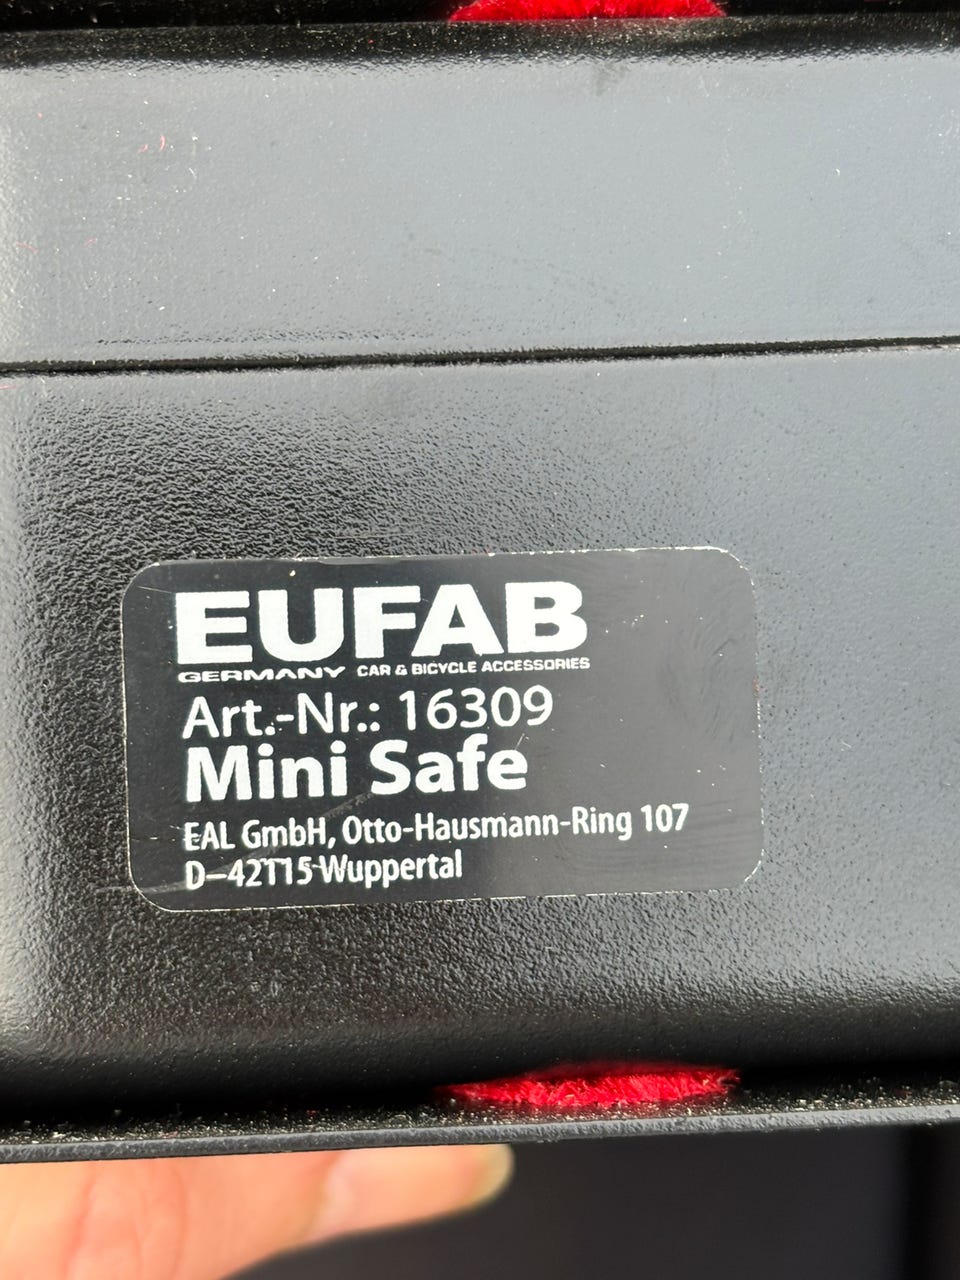 EUFAB
GERMANY CAR & BICYCLE ACCESSORIES
Art.-Nr.: 16309
Mini Safe
EAL GmbH, Otto-Hausmann-Ring 107
D-42115 Wuppertal